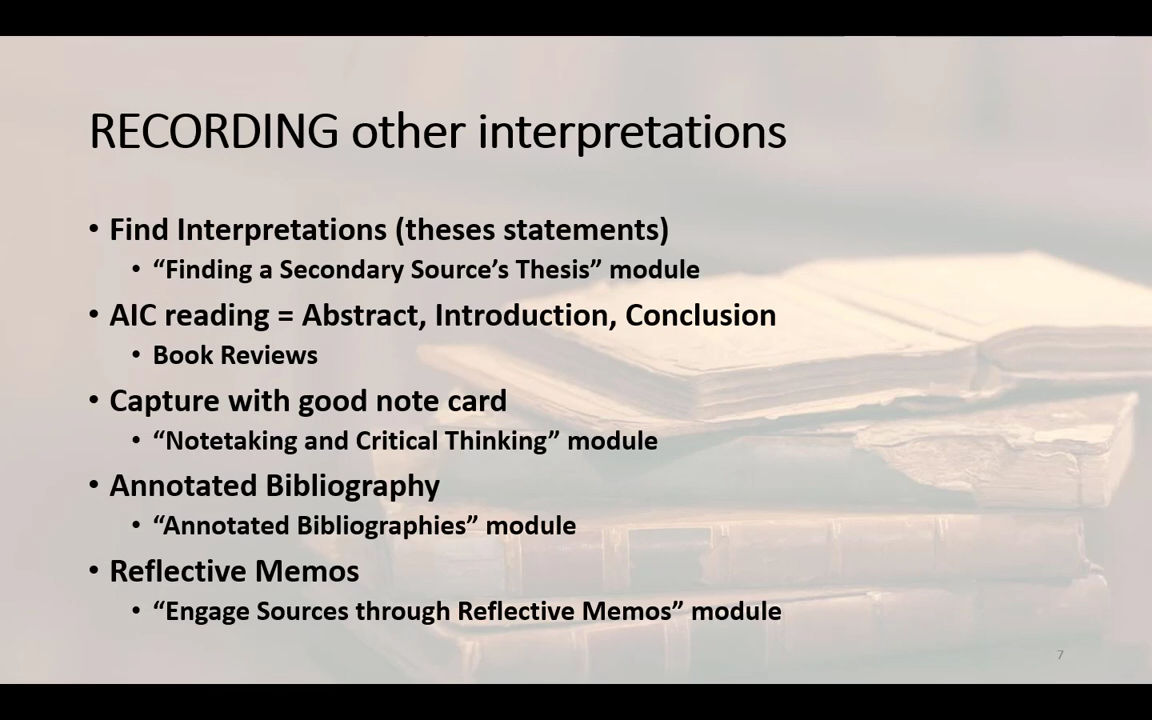 RECORDING other interpretations
• Find Interpretations (theses statements)
• “Finding a Secondary Source’s Thesis” module
• AIC reading = Abstract, Introduction, Conclusion
• Book Reviews
• Capture with good note card
• “Notetaking and Critical Thinking” module
• Annotated Bibliography
• “Annotated Bibliographies” module
• Reflective Memos
• “Engage Sources through Reflective Memos” module
7